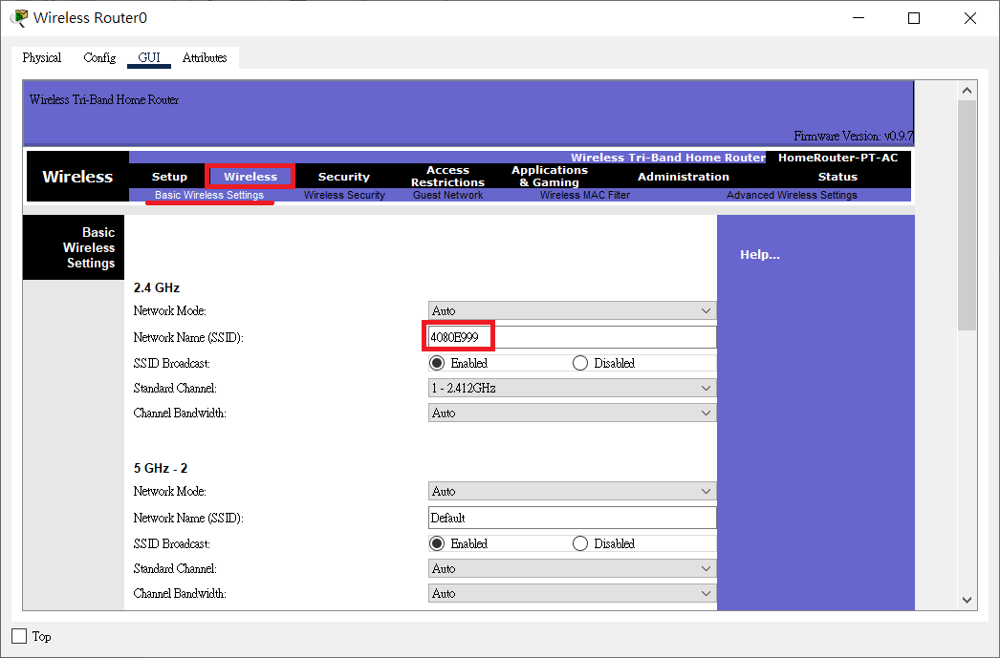 Wireless Router0
Physical Config GUI Attributes
Wireless Tri-Band Home Router
Firmware Version: v0.9.7
Wireless Tri-Band Home Router HomeRouter-PT-AC
Wireless
Setup Wireless Security Access Restrictions Applications & Gaming Administration Status
Basic Wireless Settings Wireless Security Guest Network Wireless MAC Filter Advanced Wireless Settings
Basic
Wireless
Settings
Help...
2.4 GHz
Network Mode: Auto
Network Name (SSID): 4080E999
SSID Broadcast: Enabled Disabled
Standard Channel: 1 - 2.412GHz
Channel Bandwidth: Auto
5 GHz - 2
Network Mode: Auto
Network Name (SSID): Default
SSID Broadcast: Enabled Disabled
Standard Channel: Auto
Channel Bandwidth: Auto
Top